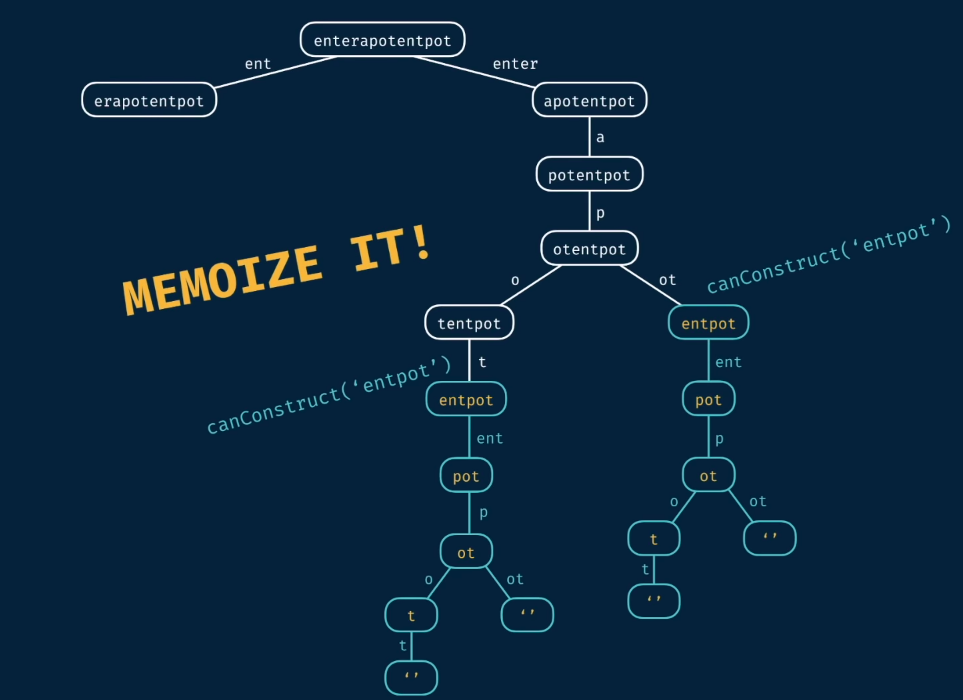 enterapotentpot
ent
enter
erapotentpot
apotentpot
a
potentpot
p
MEMOIZE IT!
otentpot
canConstruct(‘entpot’)
o
ot
tentpot
entpot
t
ent
canConstruct(‘entpot’)
entpot
pot
ent
p
pot
ot
p
o
ot
ot
t
‘’
o
ot
t
‘’
t
‘’
t
‘’